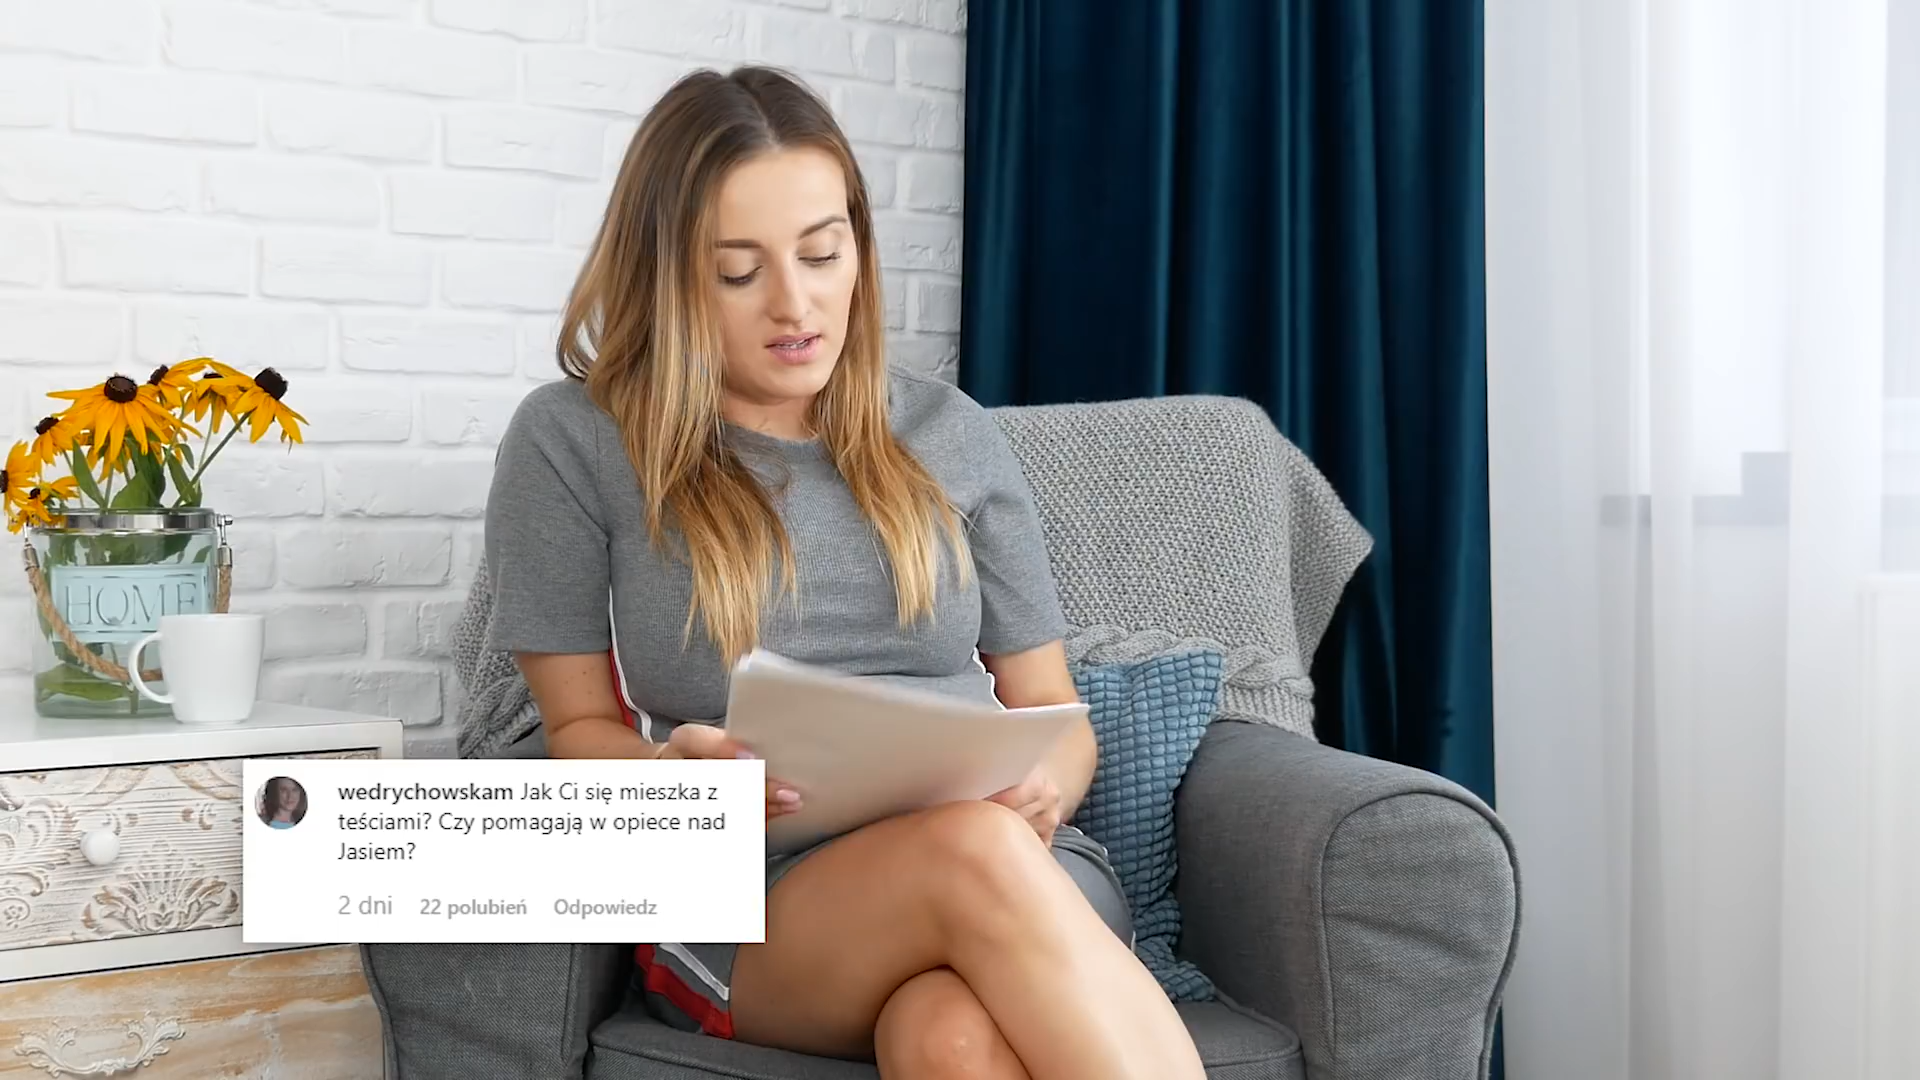 HOME
wedrychowskam Jak Ci się mieszka z
teściami? Czy pomagają w opiece nad
Jasiem?
2 dni 22 polubień Odpowiedz